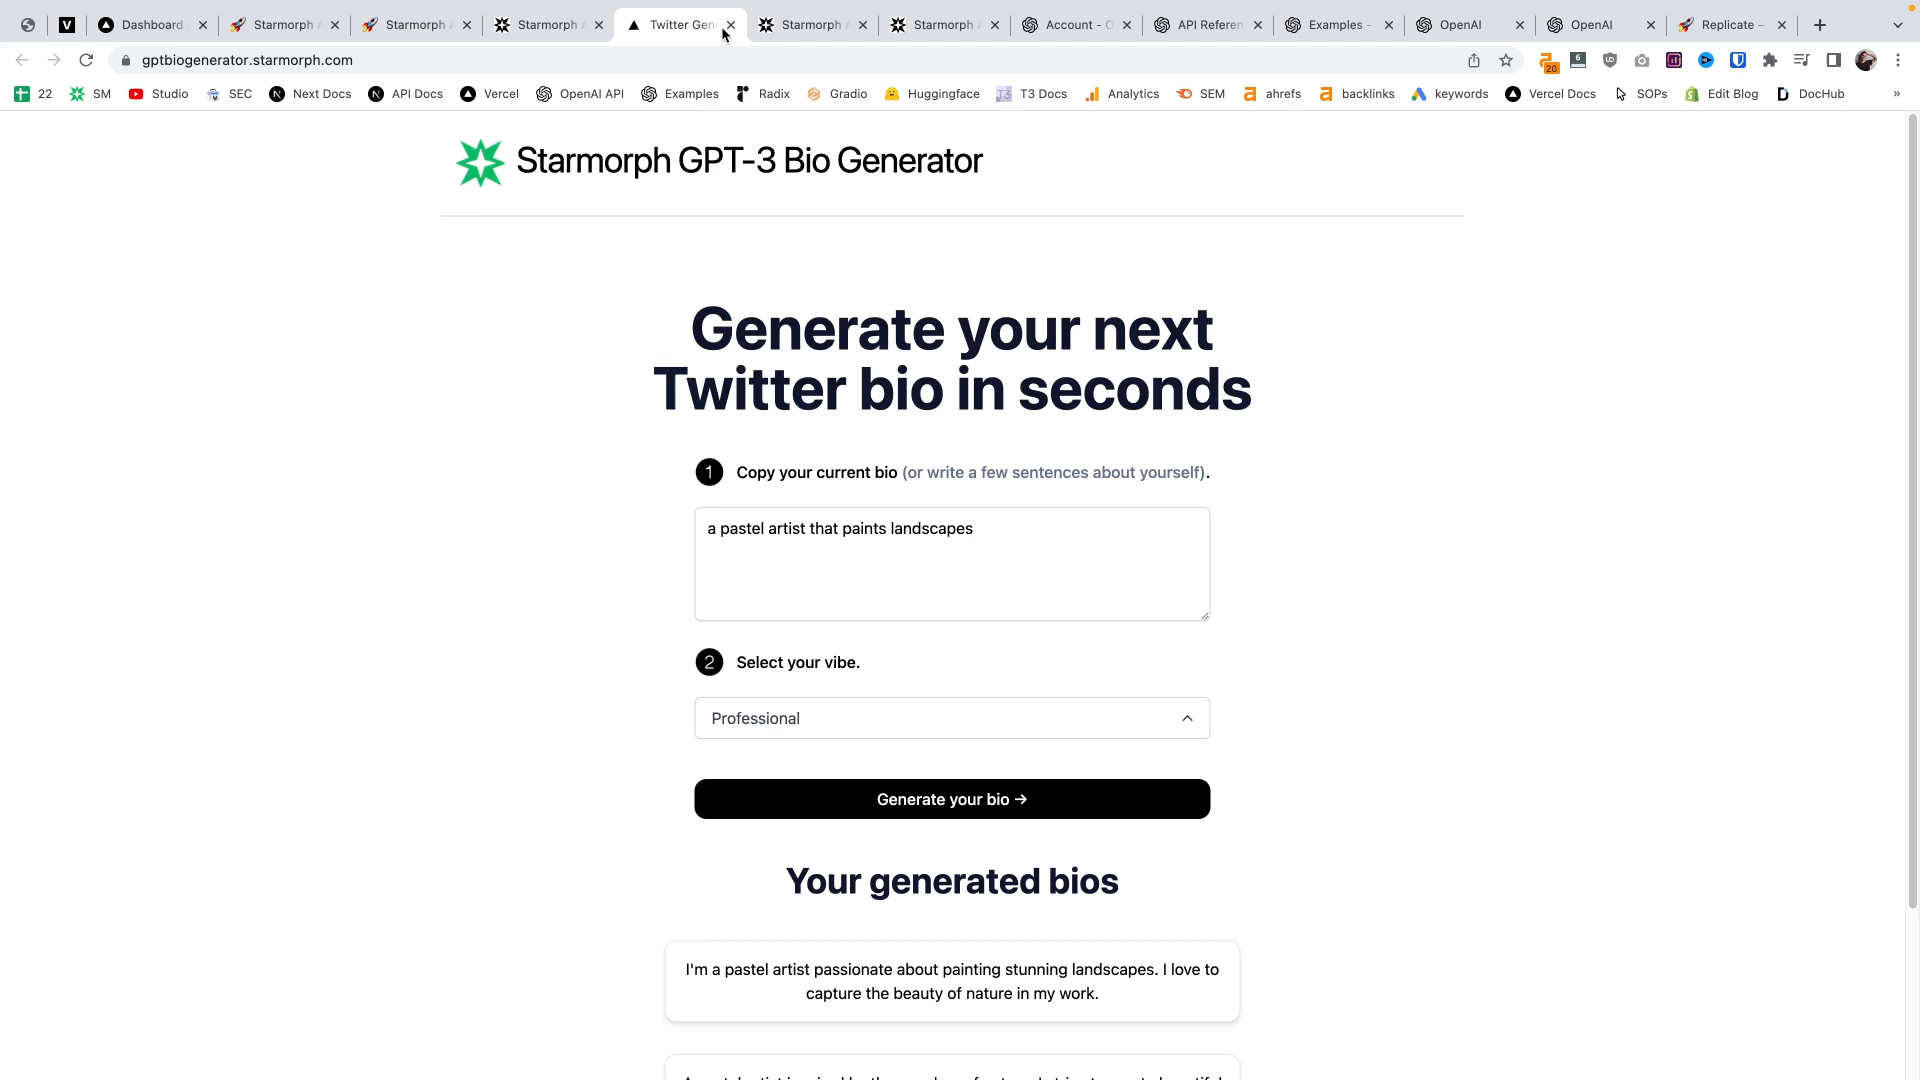 Dashboard
Starmorph
Starmorph
Starmorph
Twitter Gen
Starmorph
Starmorph
Account - O
API Referen
Examples -
OpenAI
OpenAI
Replicate –
gptbiogenerator.starmorph.com
20
6
22
SM
Studio
SEC
Next Docs
API Docs
Vercel
OpenAI API
Examples
Radix
Gradio
Huggingface
T3 Docs
Analytics
SEM
ahrefs
backlinks
keywords
Vercel Docs
SOPs
Edit Blog
DocHub
»
Starmorph GPT-3 Bio Generator
Generate your next
Twitter bio in seconds
1 Copy your current bio (or write a few sentences about yourself).
a pastel artist that paints landscapes
2 Select your vibe.
Professional
Generate your bio →
Your generated bios
I'm a pastel artist passionate about painting stunning landscapes. I love to
capture the beauty of nature in my work.